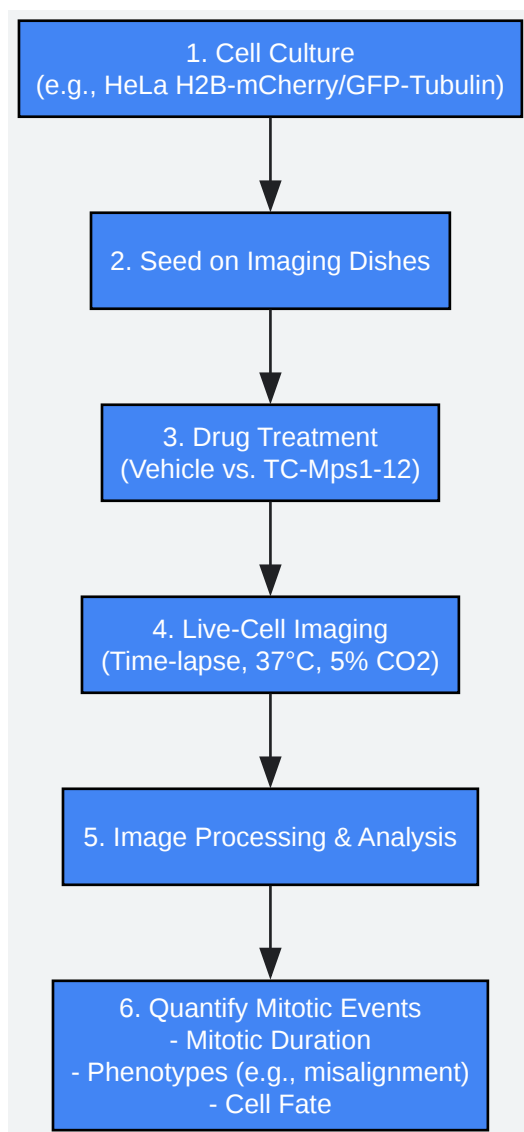 1. Cell Culture
(e.g., HeLa H2B-mCherry/GFP-Tubulin)
2. Seed on Imaging Dishes
3. Drug Treatment
(Vehicle vs. TC-Mps1-12)
4. Live-Cell Imaging
(Time-lapse, 37°C, 5% CO2)
5. Image Processing & Analysis
6. Quantify Mitotic Events
- Mitotic Duration
- Phenotypes (e.g., misalignment)
- Cell Fate